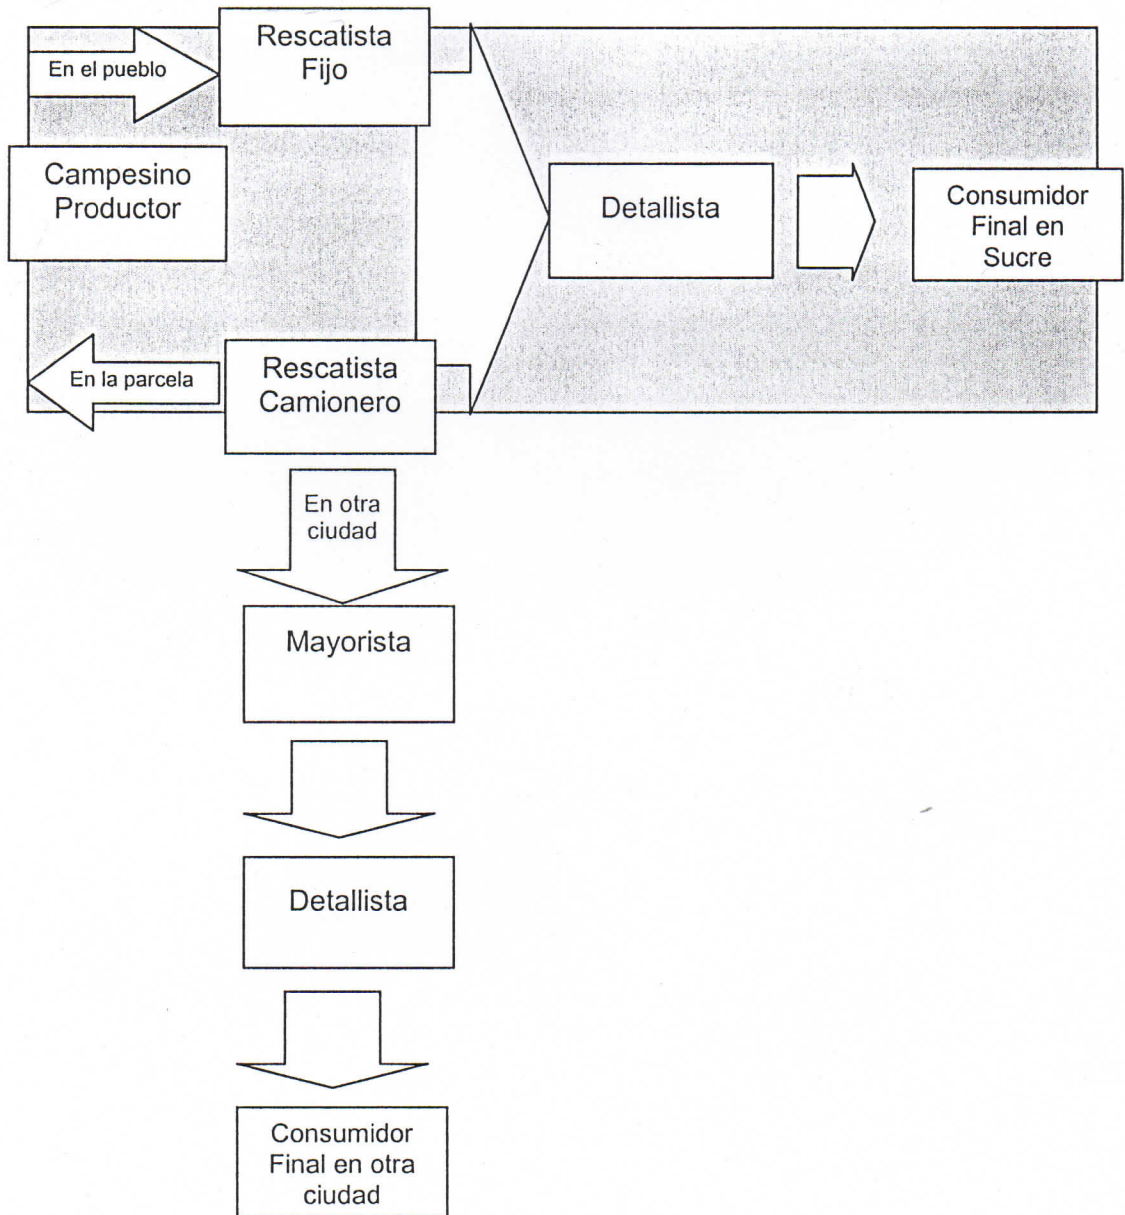 Rescatista
Fijo
En el pueblo
Campesino
Productor
Detallista
Consumidor
Final en
Sucre
En la parcela
Rescatista
Camionero
En otra
ciudad
Mayorista
Detallista
Consumidor
Final en otra
ciudad